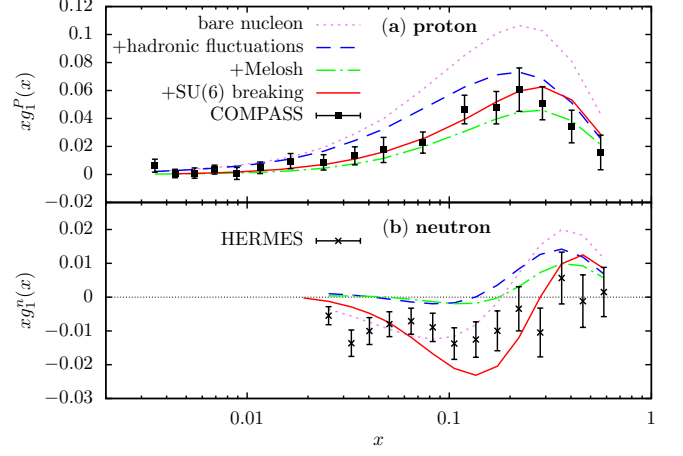 0.12
0.1
0.08
0.06
0.04
0.02
0
−0.02
xg₁ᴾ(x)
(a) proton
bare nucleon
+hadronic fluctuations
+Melosh
+SU(6) breaking
COMPASS
0.02
0.01
0
−0.01
−0.02
−0.03
xg₁ⁿ(x)
(b) neutron
HERMES
0.01 0.1 1
x